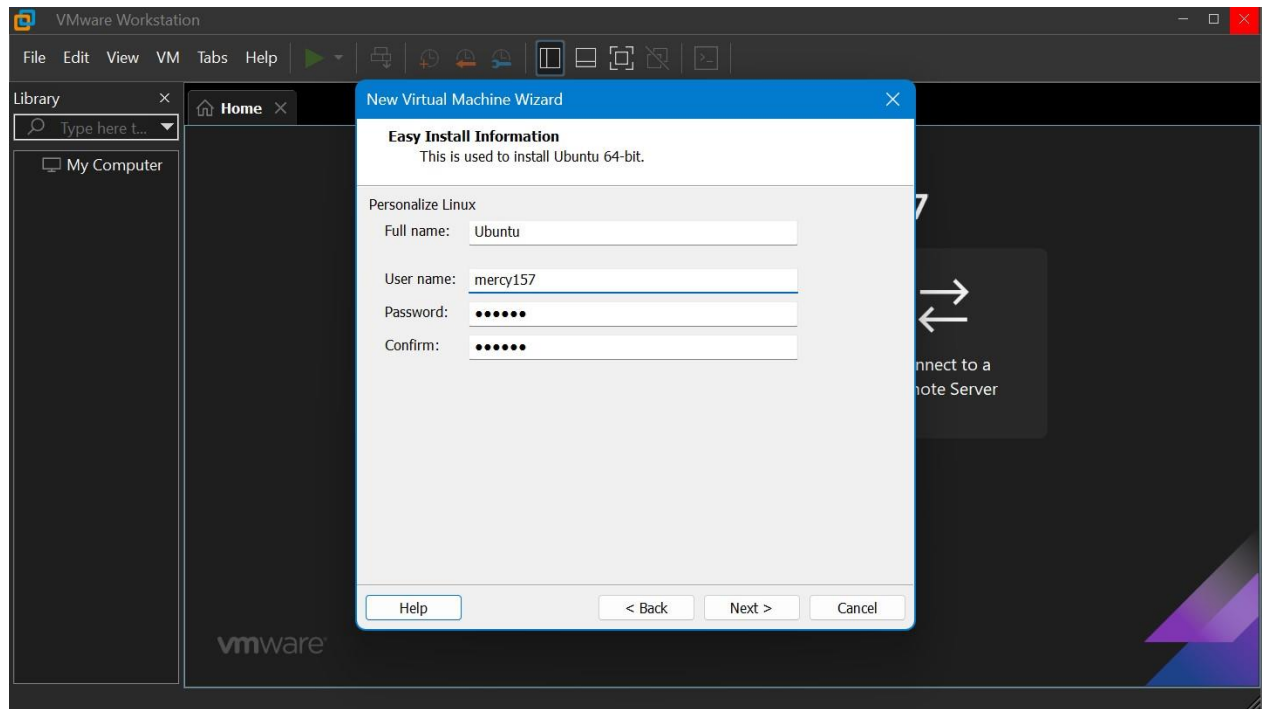 VMware Workstation
File Edit View VM Tabs Help
Library
Type here t...
My Computer
Home
New Virtual Machine Wizard
Easy Install Information
This is used to install Ubuntu 64-bit.
Personalize Linux
Full name: Ubuntu
User name: mercy157
Password: ●●●●●●
Confirm: ●●●●●●
Help < Back Next > Cancel
7
nnect to a
note Server
vmware